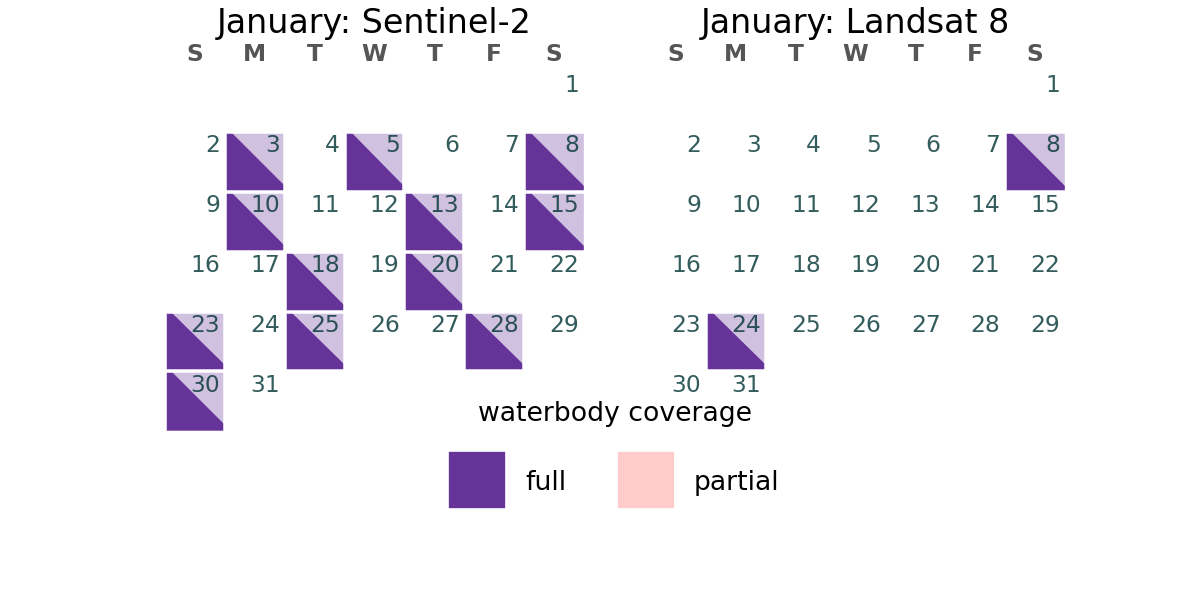 January: Sentinel-2
S M T W T F S
1
2 3 4 5 6 7 8
9 10 11 12 13 14 15
16 17 18 19 20 21 22
23 24 25 26 27 28 29
30 31
January: Landsat 8
S M T W T F S
1
2 3 4 5 6 7 8
9 10 11 12 13 14 15
16 17 18 19 20 21 22
23 24 25 26 27 28 29
30 31
waterbody coverage
full partial